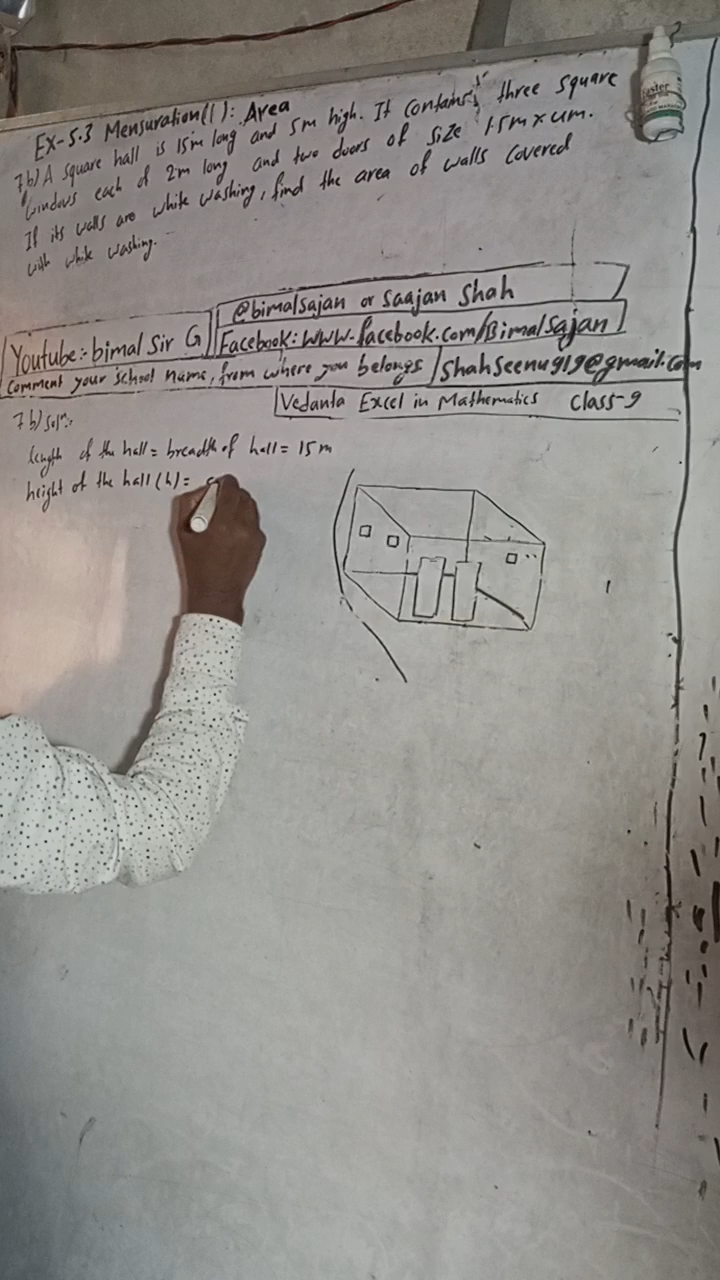 Ex-5.3 Mensuration(I): Area
7b) A square hall is 15m long and 5m high. It contains three square
windows each of 2m long and two doors of size 1.5m x 4m.
If its walls are white washing, find the area of walls covered
with white washing.
@bimalsajan or Saajan Shah
Youtube:- bimal Sir G
Facebook: www.facebook.com/Bimalsajan
Comment your school name, from where you belongs
shahseenu919@gmail.com
Vedanta Excel in Mathematics Class-9
7b) Soln:-
length of the hall = breadth of hall = 15 m
height of the hall (h) =